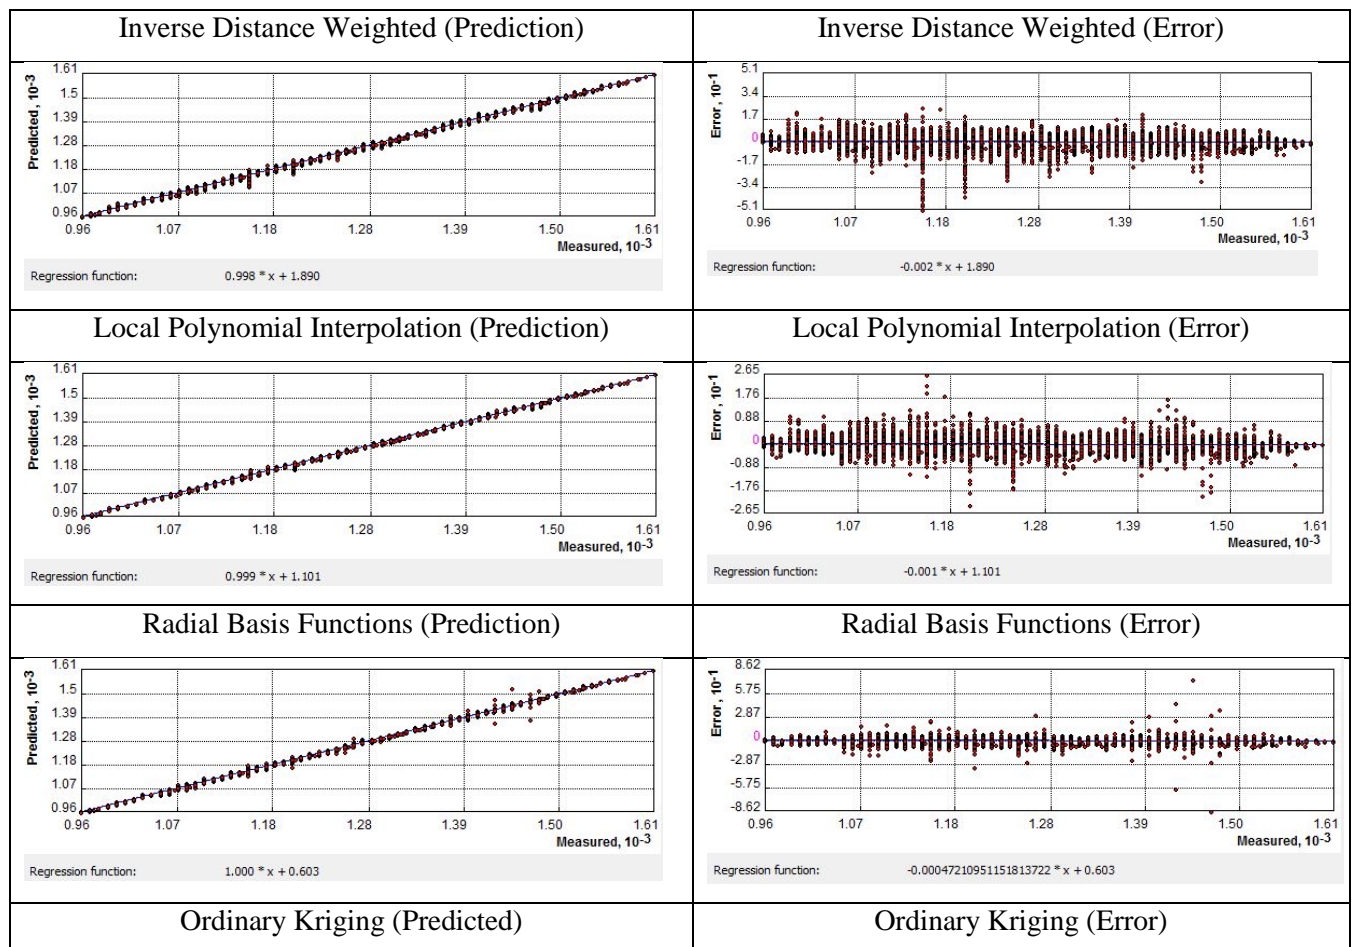 Inverse Distance Weighted (Prediction)
Inverse Distance Weighted (Error)
Predicted, 10⁻³
1.61
1.5
1.39
1.28
1.18
1.07
0.96
0.96 1.07 1.18 1.28 1.39 1.50 1.61
Measured, 10⁻³
Regression function: 0.998 * x + 1.890
Error, 10⁻¹
5.1
3.4
1.7
0
-1.7
-3.4
-5.1
0.96 1.07 1.18 1.28 1.39 1.50 1.61
Measured, 10⁻³
Regression function: -0.002 * x + 1.890
Local Polynomial Interpolation (Prediction)
Local Polynomial Interpolation (Error)
Predicted, 10⁻³
1.61
1.5
1.39
1.28
1.18
1.07
0.96
0.96 1.07 1.18 1.28 1.39 1.50 1.61
Measured, 10⁻³
Regression function: 0.999 * x + 1.101
Error, 10⁻¹
2.65
1.76
0.88
0
-0.88
-1.76
-2.65
0.96 1.07 1.18 1.28 1.39 1.50 1.61
Measured, 10⁻³
Regression function: -0.001 * x + 1.101
Radial Basis Functions (Prediction)
Radial Basis Functions (Error)
Predicted, 10⁻³
1.61
1.5
1.39
1.28
1.18
1.07
0.96
0.96 1.07 1.18 1.28 1.39 1.50 1.61
Measured, 10⁻³
Regression function: 1.000 * x + 0.603
Error, 10⁻¹
8.62
5.75
2.87
0
-2.87
-5.75
-8.62
0.96 1.07 1.18 1.28 1.39 1.50 1.61
Measured, 10⁻³
Regression function: -0.00047210951151813722 * x + 0.603
Ordinary Kriging (Predicted)
Ordinary Kriging (Error)